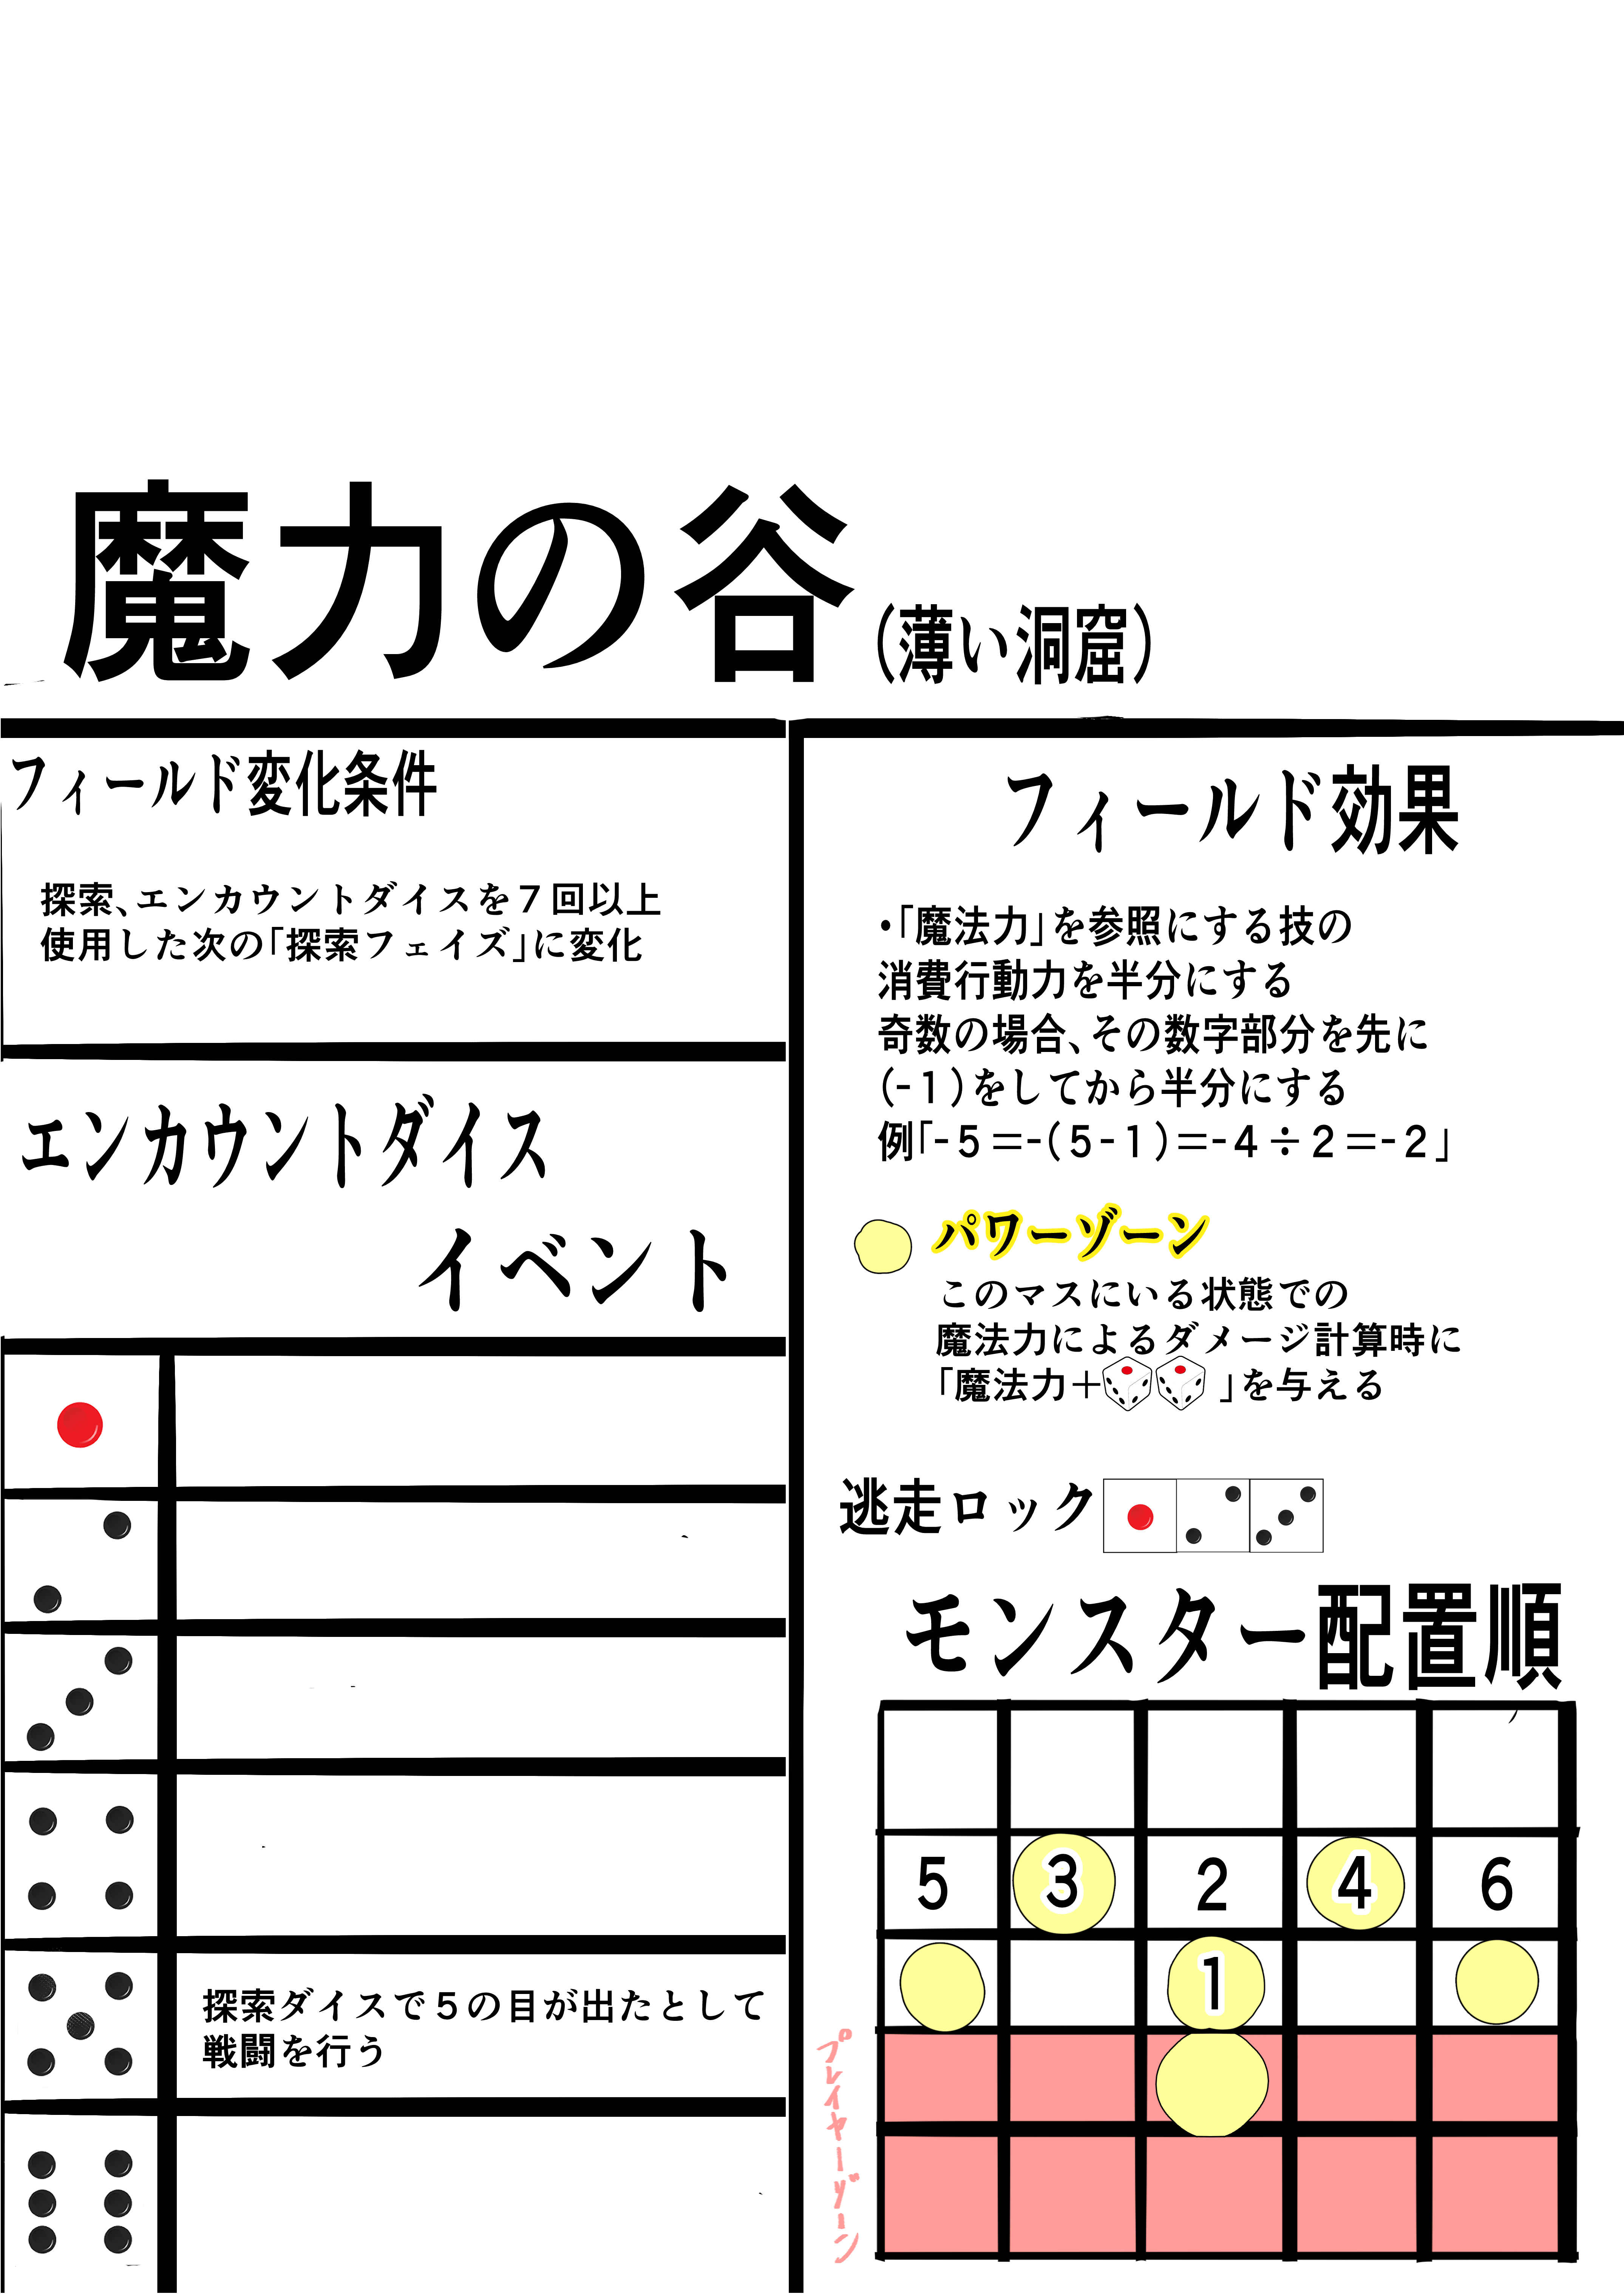 魔力の谷（薄い洞窟）
フィールド変化条件
探索、エンカウントダイスを７回以上
使用した次の「探索フェイズ」に変化
エンカウントダイス
イベント
探索ダイスで５の目が出たとして
戦闘を行う
フィールド効果
・「魔法力」を参照にする技の
消費行動力を半分にする
奇数の場合、その数字部分を先に
（-１）をしてから半分にする
例「-５＝-（５-１）＝-４÷２＝-２」
パワーゾーン
このマスにいる状態での
魔法力によるダメージ計算時に
「魔法力＋ 」を与える
逃走ロック
モンスター配置順
5 3 2 4 6
1
プレイヤーゾーン